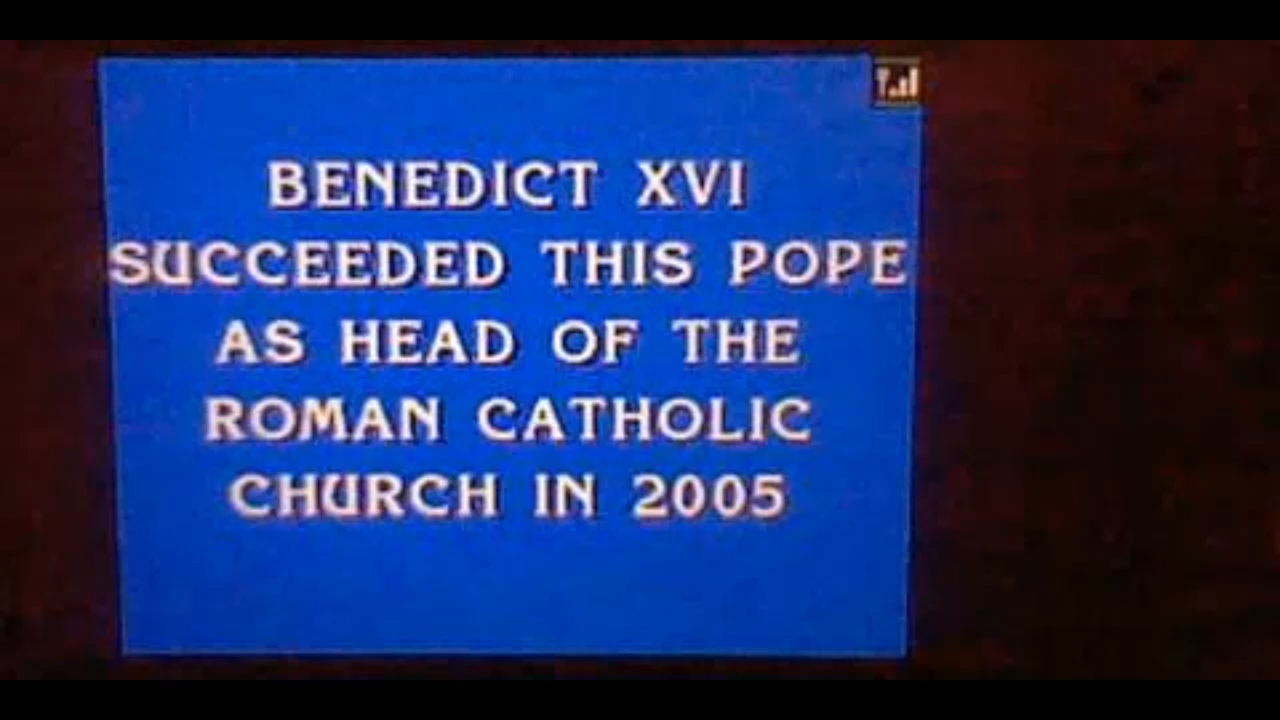 BENEDICT XVI
SUCCEEDED THIS POPE
AS HEAD OF THE
ROMAN CATHOLIC
CHURCH IN 2005